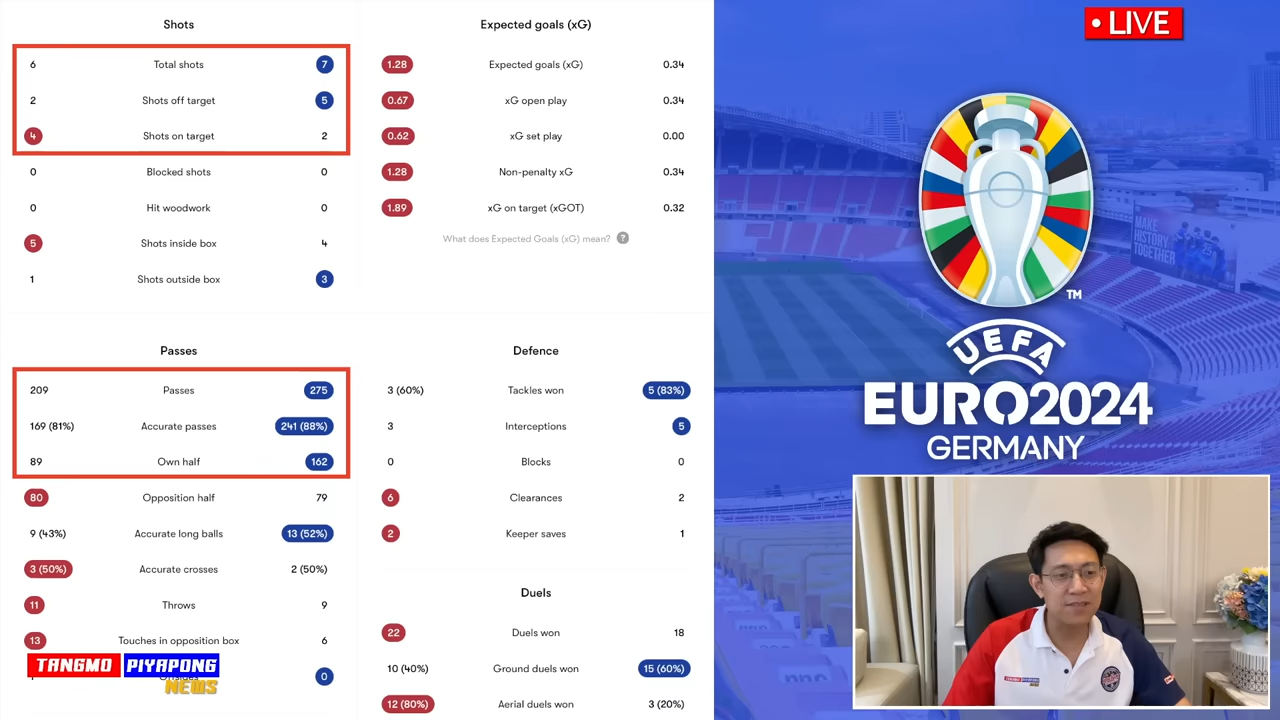 Shots
6 Total shots 7
2 Shots off target 5
4 Shots on target 2
0 Blocked shots 0
0 Hit woodwork 0
5 Shots inside box 4
1 Shots outside box 3
Expected goals (xG)
1.28 Expected goals (xG) 0.34
0.67 xG open play 0.34
0.62 xG set play 0.00
1.28 Non-penalty xG 0.34
1.89 xG on target (xGOT) 0.32
What does Expected Goals (xG) mean? ?
Passes
209 Passes 275
169 (81%) Accurate passes 241 (88%)
89 Own half 162
80 Opposition half 79
9 (43%) Accurate long balls 13 (52%)
3 (50%) Accurate crosses 2 (50%)
11 Throws 9
13 Touches in opposition box 6
Offsides 0
Defence
3 (60%) Tackles won 5 (83%)
3 Interceptions 5
0 Blocks 0
6 Clearances 2
2 Keeper saves 1
Duels
22 Duels won 18
10 (40%) Ground duels won 15 (60%)
12 (80%) Aerial duels won 3 (20%)
TANGMO PIYAPONG
NEWS
• LIVE
MAKE
HISTORY
TOGETHER
TM
UEFA
EURO2024
GERMANY
TANGMO PIYAPONG